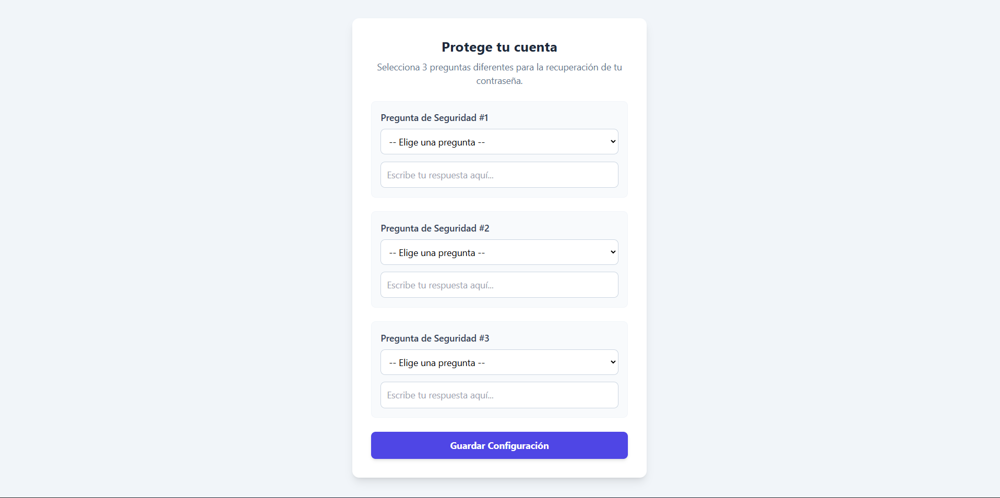 Protege tu cuenta
Selecciona 3 preguntas diferentes para la recuperación de tu
contraseña.
Pregunta de Seguridad #1
-- Elige una pregunta --
Escribe tu respuesta aquí...
Pregunta de Seguridad #2
-- Elige una pregunta --
Escribe tu respuesta aquí...
Pregunta de Seguridad #3
-- Elige una pregunta --
Escribe tu respuesta aquí...
Guardar Configuración